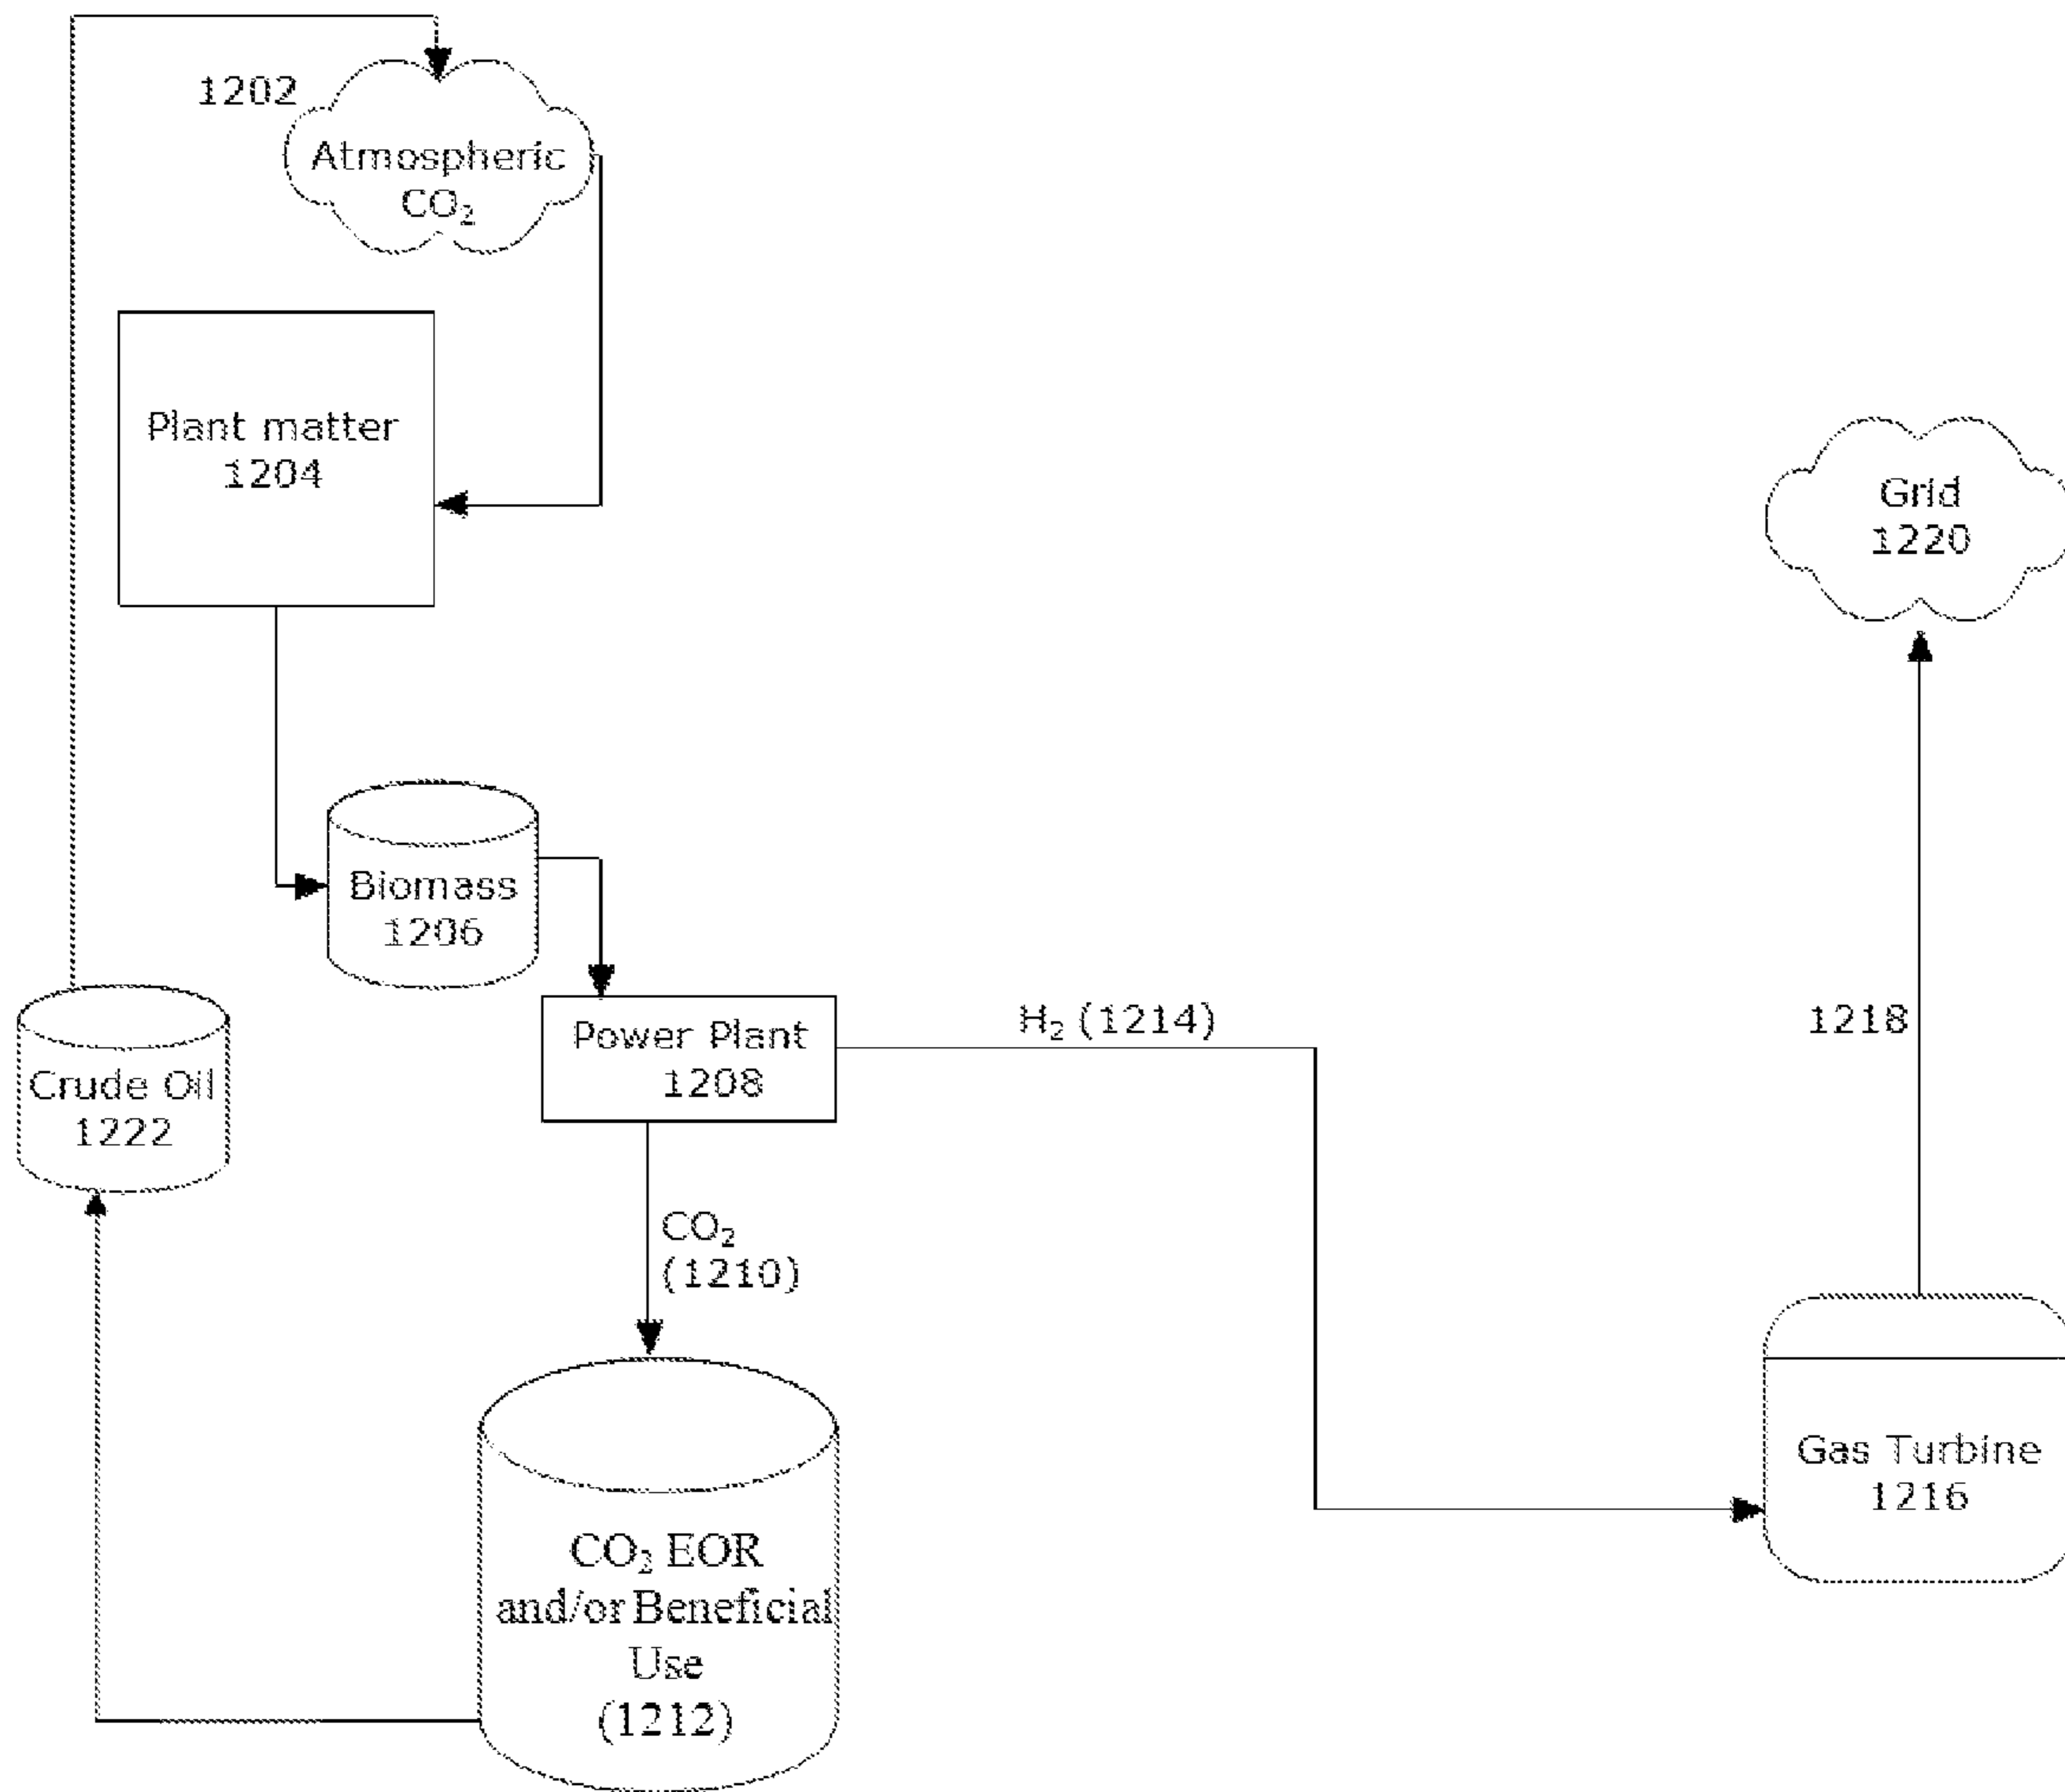 1202
Atmospheric
CO₂
Plant matter
1204
Grid
1220
Biomass
1206
Power Plant
1208
H₂ (1214)
1218
Crude Oil
1222
CO₂
(1210)
Gas Turbine
1216
CO₂ EOR
and/or Beneficial
Use
(1212)